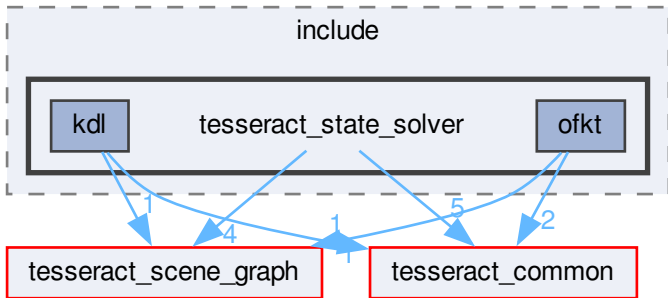 include
kdl
tesseract_state_solver
ofkt
1
4
1
1
5
2
tesseract_scene_graph
tesseract_common